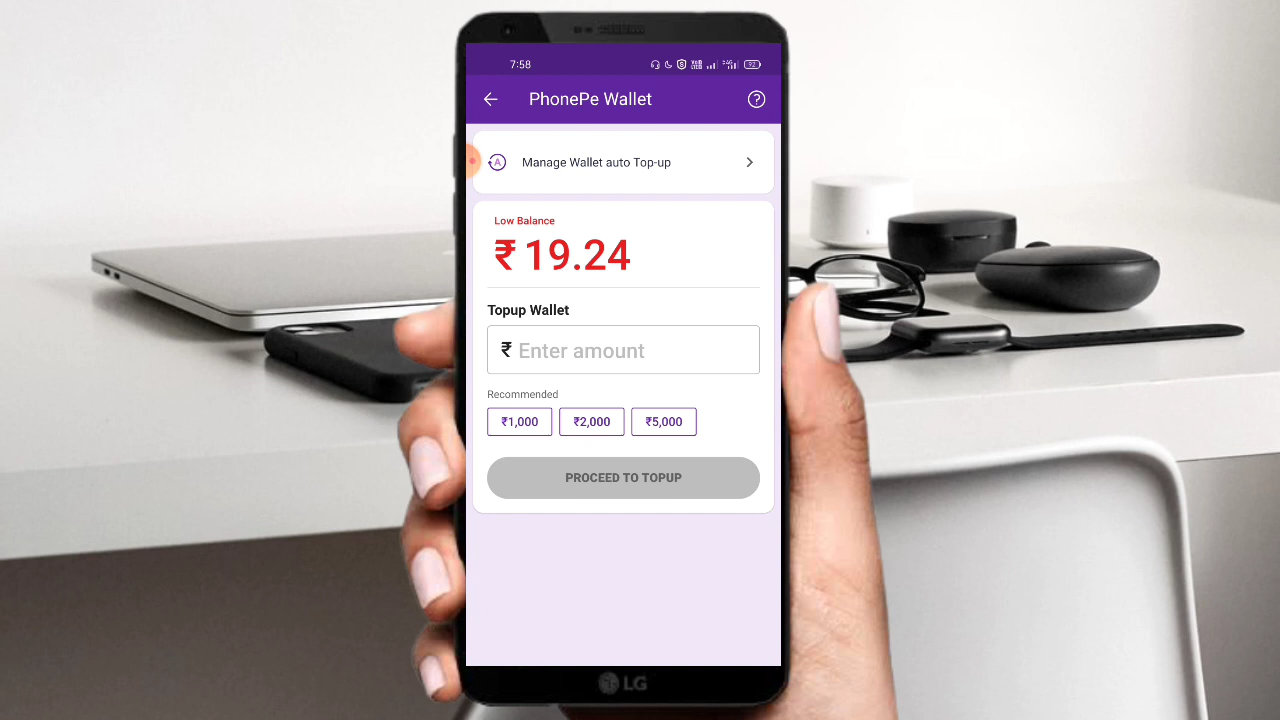 7:58
92
PhonePe Wallet
Manage Wallet auto Top-up
Low Balance
₹ 19.24
Topup Wallet
₹ Enter amount
Recommended
₹1,000 ₹2,000 ₹5,000
PROCEED TO TOPUP
LG